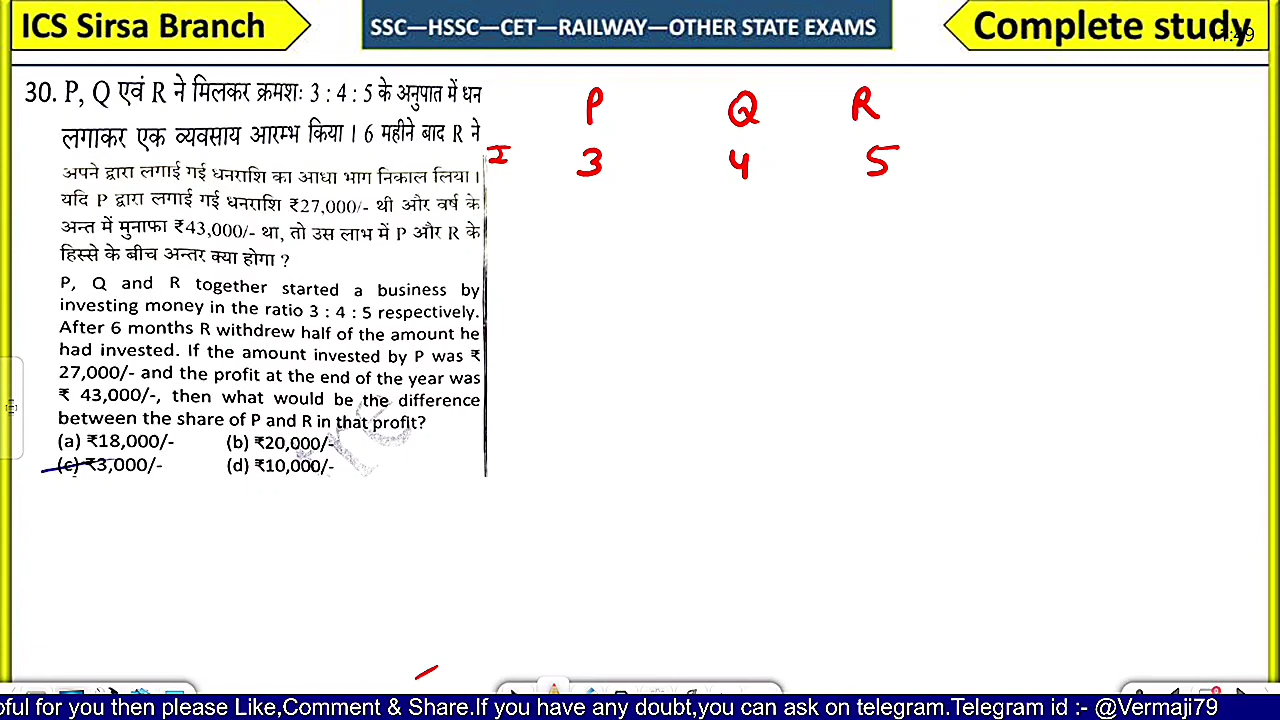 ICS Sirsa Branch
SSC—HSSC—CET—RAILWAY—OTHER STATE EXAMS
Complete study
30. P, Q एवं R ने मिलकर क्रमशः 3 : 4 : 5 के अनुपात में धन
लगाकर एक व्यवसाय आरम्भ किया । 6 महीने बाद R ने
अपने द्वारा लगाई गई धनराशि का आधा भाग निकाल लिया ।
यदि P द्वारा लगाई गई धनराशि ₹27,000/- थी और वर्ष के
अन्त में मुनाफा ₹43,000/- था, तो उस लाभ में P और R के
हिस्से के बीच अन्तर क्या होगा ?
P, Q and R together started a business by
investing money in the ratio 3 : 4 : 5 respectively.
After 6 months R withdrew half of the amount he
had invested. If the amount invested by P was ₹
27,000/- and the profit at the end of the year was
₹ 43,000/-, then what would be the difference
between the share of P and R in that profit?
(a) ₹18,000/- (b) ₹20,000/-
(c) ₹3,000/- (d) ₹10,000/-
P Q R
I 3 4 5
oful for you then please Like,Comment & Share.If you have any doubt,you can ask on telegram.Telegram id :- @Vermaji79